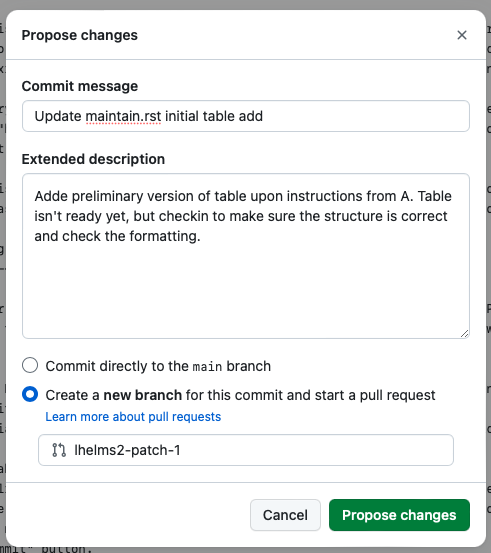 Propose changes
Commit message
Update maintain.rst initial table add
Extended description
Adde preliminary version of table upon instructions from A. Table
isn't ready yet, but checkin to make sure the structure is correct
and check the formatting.
Commit directly to the main branch
Create a new branch for this commit and start a pull request
Learn more about pull requests
lhelms2-patch-1
Cancel
Propose changes
mmit" button.